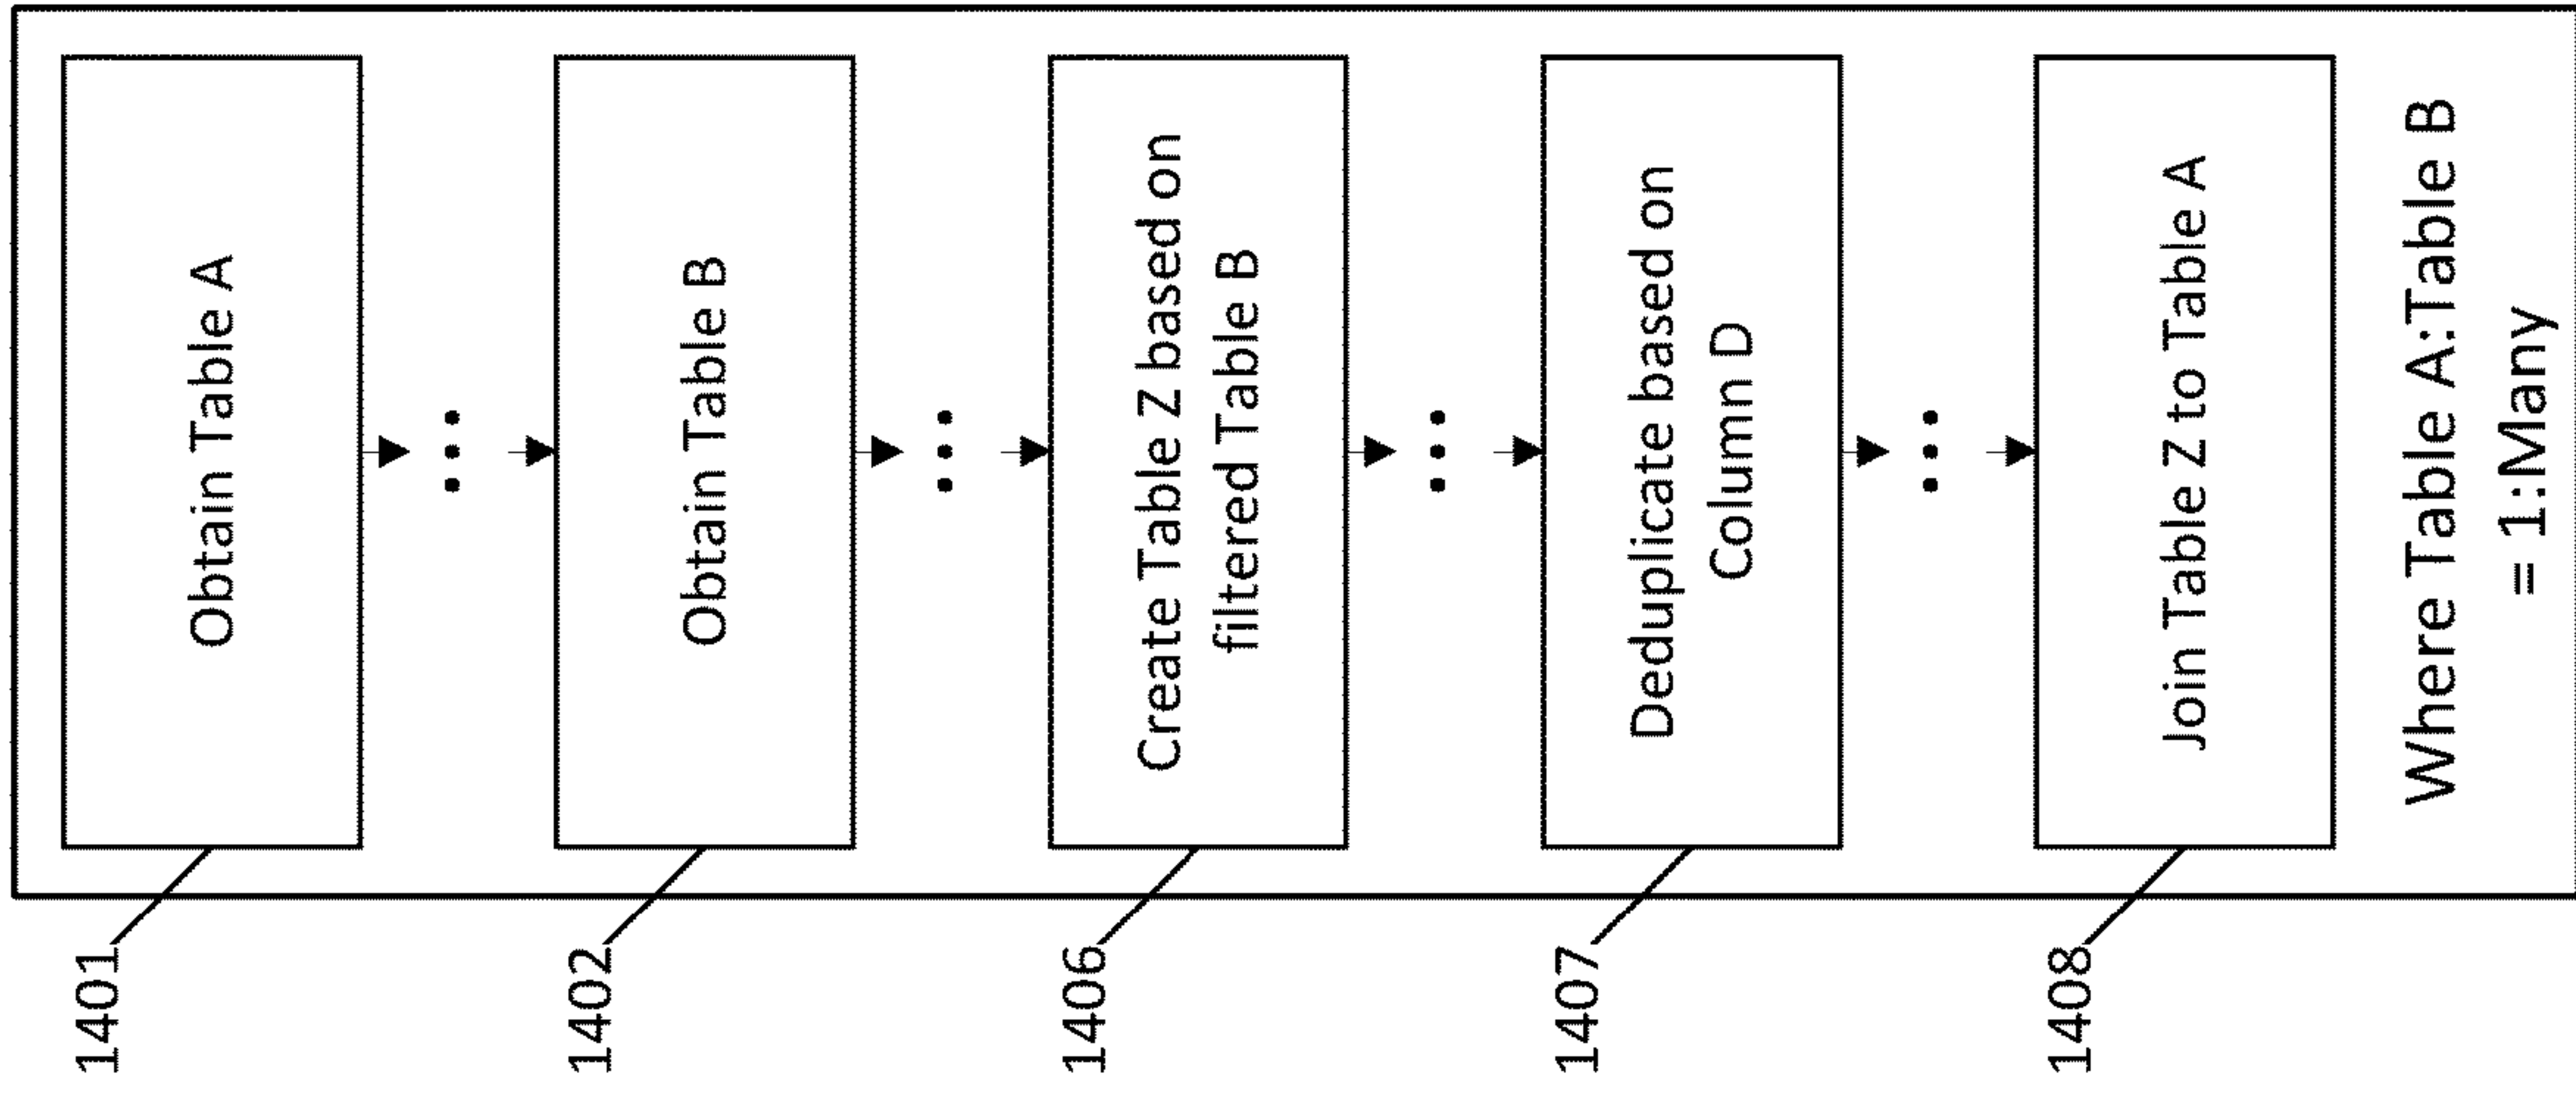 1401
Obtain Table A
1402
Obtain Table B
1406
Create Table Z based on
filtered Table B
1407
Deduplicate based on
Column D
1408
Join Table Z to Table A
Where Table A:Table B
= 1:Many